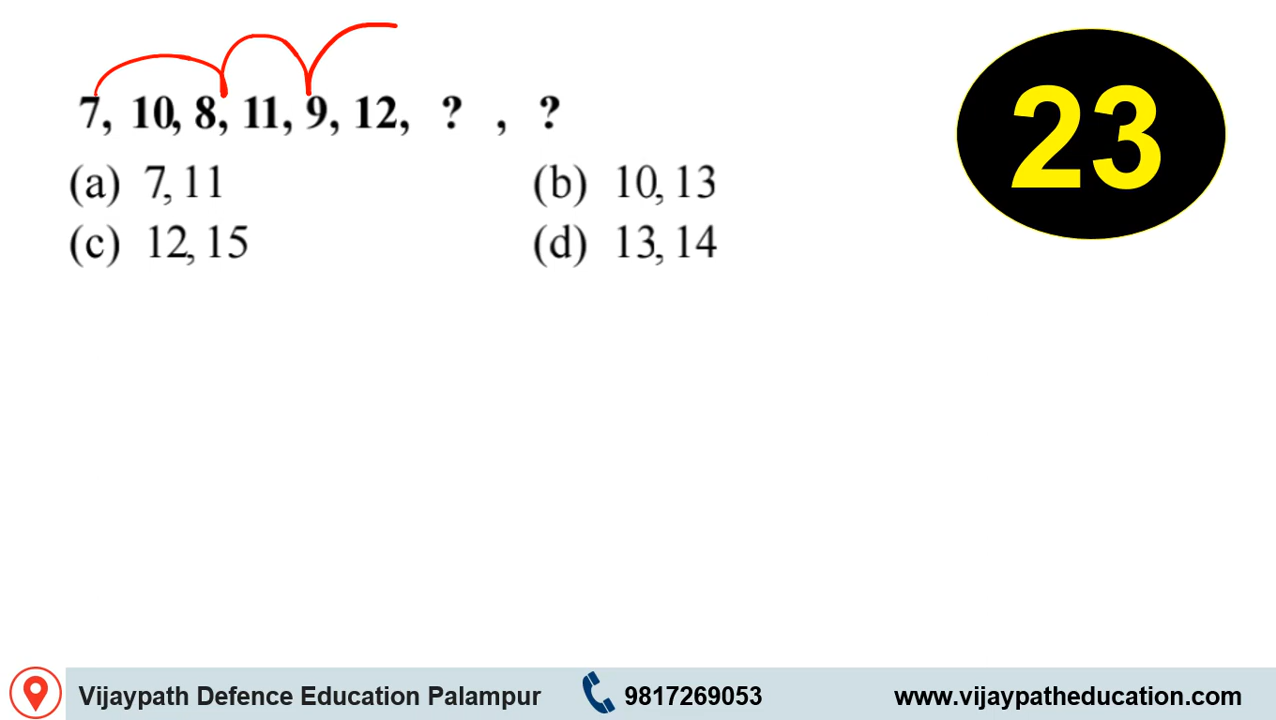 7, 10, 8, 11, 9, 12, ? , ?
(a) 7, 11 (b) 10, 13
(c) 12, 15 (d) 13, 14
23
Vijaypath Defence Education Palampur 9817269053 www.vijaypatheducation.com